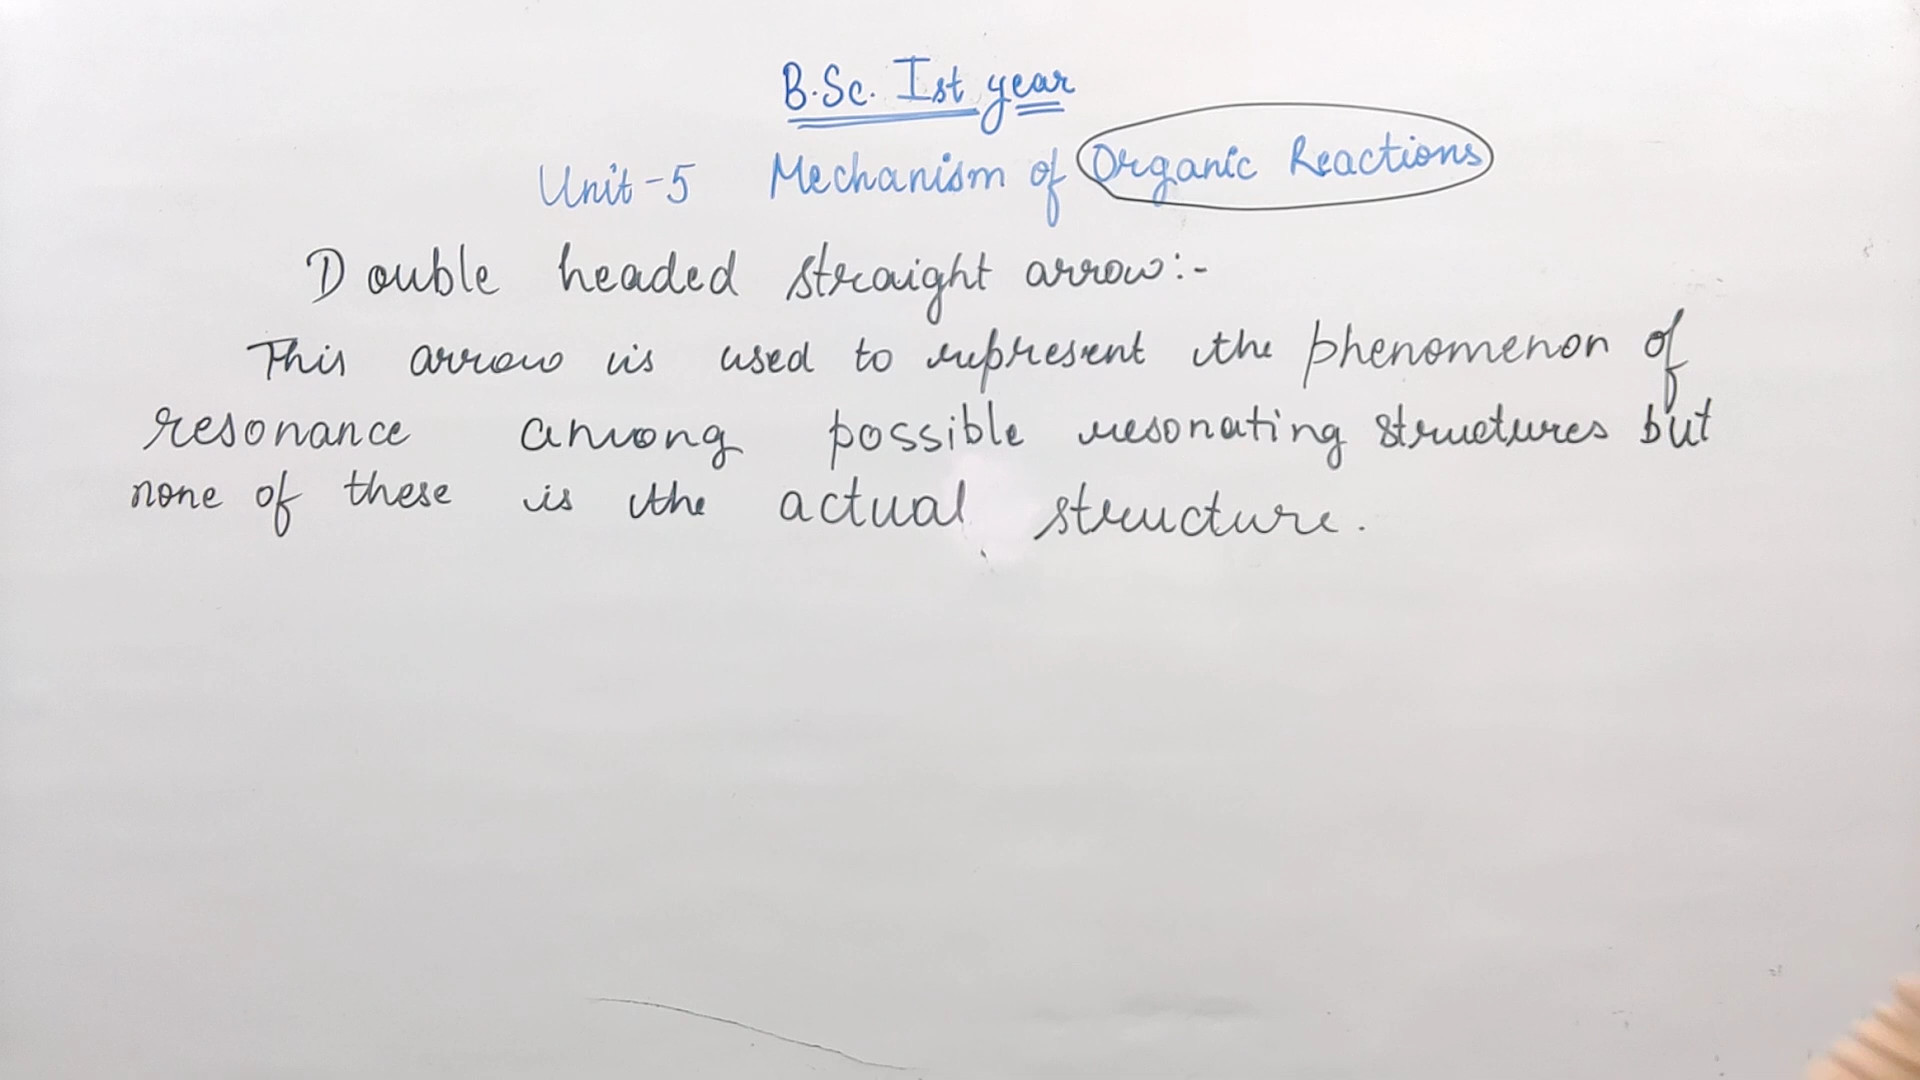 B.Sc. Ist year
Unit-5 Mechanism of Organic Reactions
Double headed straight arrow:-
This arrow is used to represent the phenomenon of
resonance among possible resonating structures but
none of these is the actual structure.